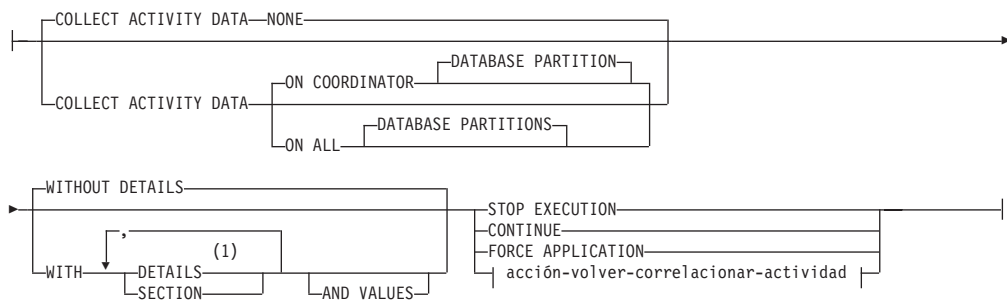 COLLECT ACTIVITY DATA NONE
DATABASE PARTITION
ON COORDINATOR
COLLECT ACTIVITY DATA
DATABASE PARTITIONS
ON ALL
WITHOUT DETAILS
STOP EXECUTION
,
CONTINUE
(1)
FORCE APPLICATION
WITH DETAILS
acción-volver-correlacionar-actividad
SECTION AND VALUES